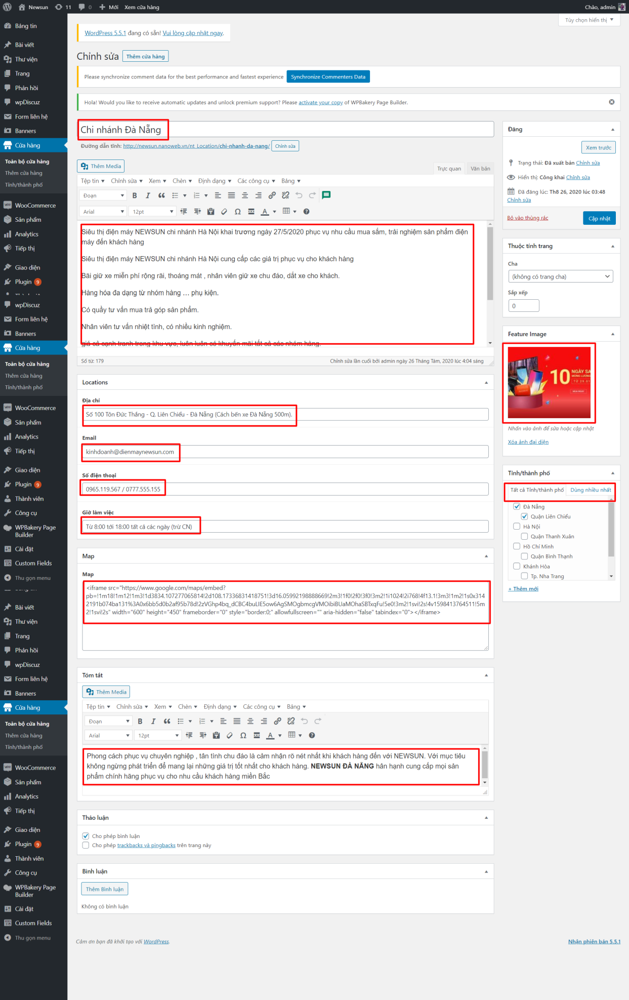 Newsun
11
0
Mới
Xem cửa hàng
Chào, admin
Tùy chọn hiển thị
WordPress 5.5.1 đang có sẵn! Vui lòng cập nhật ngay.
Chỉnh sửa
Thêm cửa hàng
Please synchronize comment data for the best performance and fastest experience
Synchronize Commenters Data
Hola! Would you like to receive automatic updates and unlock premium support? Please activate your copy of WPBakery Page Builder.
Chi nhánh Đà Nẵng
Đường dẫn tĩnh: http://newsun.nanoweb.vn/nt_Location/chi-nhanh-da-nang/
Chỉnh sửa
Thêm Media
Trực quan
Văn bản
Tệp tin
Chỉnh sửa
Xem
Chèn
Định dạng
Các công cụ
Bảng
Đoạn
Arial
12pt
Siêu thị điện máy NEWSUN chi nhánh Hà Nội khai trương ngày 27/5/2020 phục vụ nhu cầu mua sắm, trải nghiệm sản phẩm điện
máy đến khách hàng
Siêu thị điện máy NEWSUN chi nhánh Hà Nội cung cấp các giá trị phục vụ cho khách hàng
Bãi giữ xe miễn phí rộng rãi, thoáng mát , nhân viên giữ xe chu đáo, dắt xe cho khách.
Hàng hóa đa dạng từ nhóm hàng … phụ kiện.
Có quầy tư vấn mua trả góp sản phẩm.
Nhân viên tư vấn nhiệt tình, có nhiều kinh nghiệm.
giá cả cạnh tranh trong khu vực, luôn luôn có khuyến mãi tất cả các nhóm hàng.
Số từ: 179
Chỉnh sửa lần cuối bởi admin ngày 26 Tháng Tám, 2020 lúc 4:04 sáng
Locations
Địa chỉ
Số 100 Tôn Đức Thắng - Q. Liên Chiểu - Đà Nẵng (Cách bến xe Đà Nẵng 500m).
Email
kinhdoanh@dienmaynewsun.com
Số điện thoại
0965.119.567 / 0777.555.155
Giờ làm việc
Từ 8:00 tới 18:00 tất cả các ngày (trừ CN)
Map
Map
<iframe src="https://www.google.com/maps/embed?
pb=!1m18!1m12!1m3!1d3834.107277065814!2d108.17336831418751!3d16.05992198888669!2m3!1f0!2f0!3f0!3m2!1i1024!2i768!4f13.1!3m3!1m2!1s0x314
2191b074ba131%3A0x6bb5d0b2af95b78d!2zVGhp4bq_dCBC4buLIE5ow6AgSMOgbmcgVMOibiBUaMOhaSBTxqFu!5e0!3m2!1svi!2s!4v1598413764511!5m
2!1svi!2s" width="600" height="450" frameborder="0" style="border:0;" allowfullscreen="" aria-hidden="false" tabindex="0"></iframe>
Tóm tắt
Thêm Media
Tệp tin
Chỉnh sửa
Xem
Chèn
Định dạng
Các công cụ
Bảng
Đoạn
Arial
12pt
Phong cách phục vụ chuyên nghiệp , tân tình chu đáo là cảm nhận rõ nét nhất khi khách hàng đến với NEWSUN. Với mục tiêu
không ngừng phát triển để mang lại những giá trị tốt nhất cho khách hàng. NEWSUN ĐÀ NẴNG hân hạnh cung cấp mọi sản
phẩm chính hãng phục vụ cho nhu cầu khách hàng miền Bắc
Thảo luận
Cho phép bình luận
Cho phép trackbacks và pingbacks trên trang này
Bình luận
Thêm Bình luận
Không có bình luận
Cảm ơn bạn đã khởi tạo với WordPress.
Nhận phiên bản 5.5.1
Đăng
Xem trước
Trạng thái: Đã xuất bản Chỉnh sửa
Hiển thị: Công khai Chỉnh sửa
Đã đăng lúc: Th8 26, 2020 lúc 03:48
Chỉnh sửa
Bỏ vào thùng rác
Cập nhật
Thuộc tính trang
Cha
(không có trang cha)
Sắp xếp
0
Feature Image
10
NGÀY SA
MỪNG LƯƠNG
TỪ 29.01
MUA NGAY
Nhấn vào ảnh để sửa hoặc cập nhật
Xóa ảnh đại diện
Tỉnh/thành phố
Tất cả Tỉnh/thành phố
Dùng nhiều nhất
Đà Nẵng
Quận Liên Chiểu
Hà Nội
Quận Thanh Xuân
Hồ Chí Minh
Quận Bình Thạnh
Khánh Hòa
Tp. Nha Trang
+ Thêm mới
Bảng tin
Bài viết
Thư viện
Trang
Phản hồi
wpDiscuz
Form liên hệ
Banners
Cửa hàng
Toàn bộ cửa hàng
Thêm cửa hàng
Tỉnh/thành phố
WooCommerce
Sản phẩm
Analytics
Tiếp thị
Giao diện
Plugin 9
wpDiscuz
Form liên hệ
Banners
Cửa hàng
Toàn bộ cửa hàng
Thêm cửa hàng
Tỉnh/thành phố
WooCommerce
Sản phẩm
Analytics
Tiếp thị
Giao diện
Plugin 9
Thành viên
Công cụ
WPBakery Page
Builder
Cài đặt
Custom Fields
Thu gọn menu
Bài viết
Thư viện
Trang
Phản hồi
wpDiscuz
Form liên hệ
Banners
Cửa hàng
Toàn bộ cửa hàng
Thêm cửa hàng
Tỉnh/thành phố
WooCommerce
Sản phẩm
Analytics
Tiếp thị
Giao diện
Plugin 9
Thành viên
Công cụ
WPBakery Page
Builder
Cài đặt
Custom Fields
Thu gọn menu